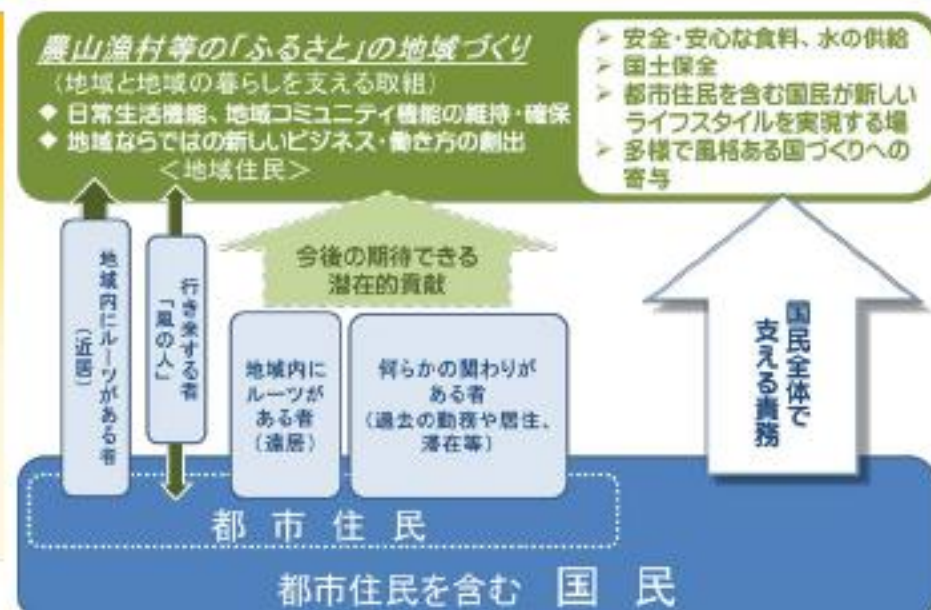 農山漁村等の「ふるさと」の地域づくり
(地域と地域の暮らしを支える取組)
◆ 日常生活機能、地域コミュニティ機能の維持・確保
◆ 地域ならではの新しいビジネス・働き方の創出
<地域住民>
➢ 安全・安心な食料、水の供給
➢ 国土保全
➢ 都市住民を含む国民が新しい
ライフスタイルを実現する場
➢ 多様で風格ある国づくりへの
寄与
地域内にルーツがある者
(近居)
行き来する者
「風の人」
今後の期待できる
潜在的貢献
地域内に
ルーツが
ある者
(遠居)
何らかの関わりが
ある者
(過去の勤務や居住、
滞在等)
国民全体で
支える責務
都市住民
都市住民を含む 国民